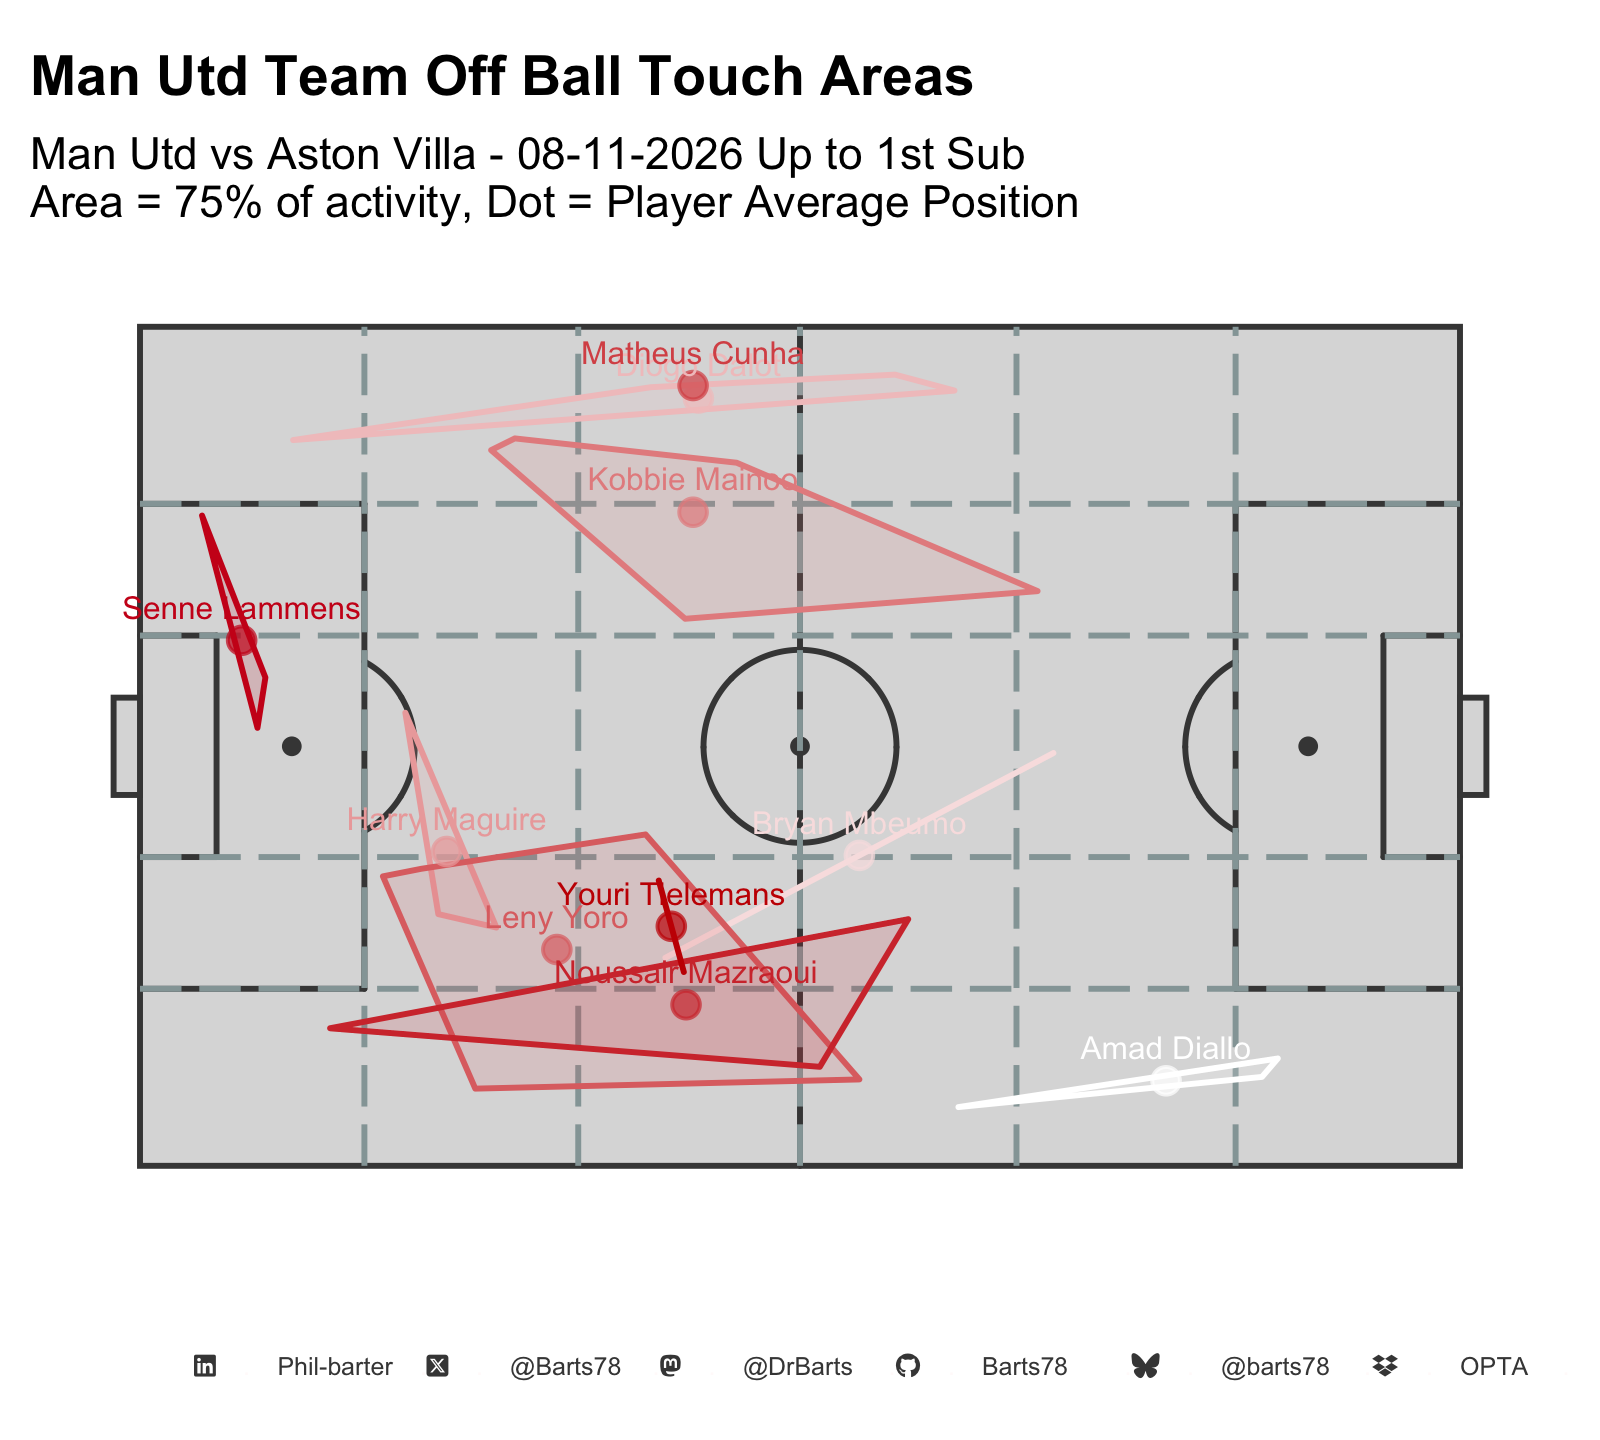 Man Utd Team Off Ball Touch Areas
Man Utd vs Aston Villa - 08-11-2026 Up to 1st Sub
Area = 75% of activity, Dot = Player Average Position
Matheus Cunha
Diogo Dalot
Kobbie Mainoo
Senne Lammens
Harry Maguire
Bryan Mbeumo
Youri Tielemans
Leny Yoro
Noussair Mazraoui
Amad Diallo
Phil-barter @Barts78 @DrBarts Barts78 @barts78 OPTA